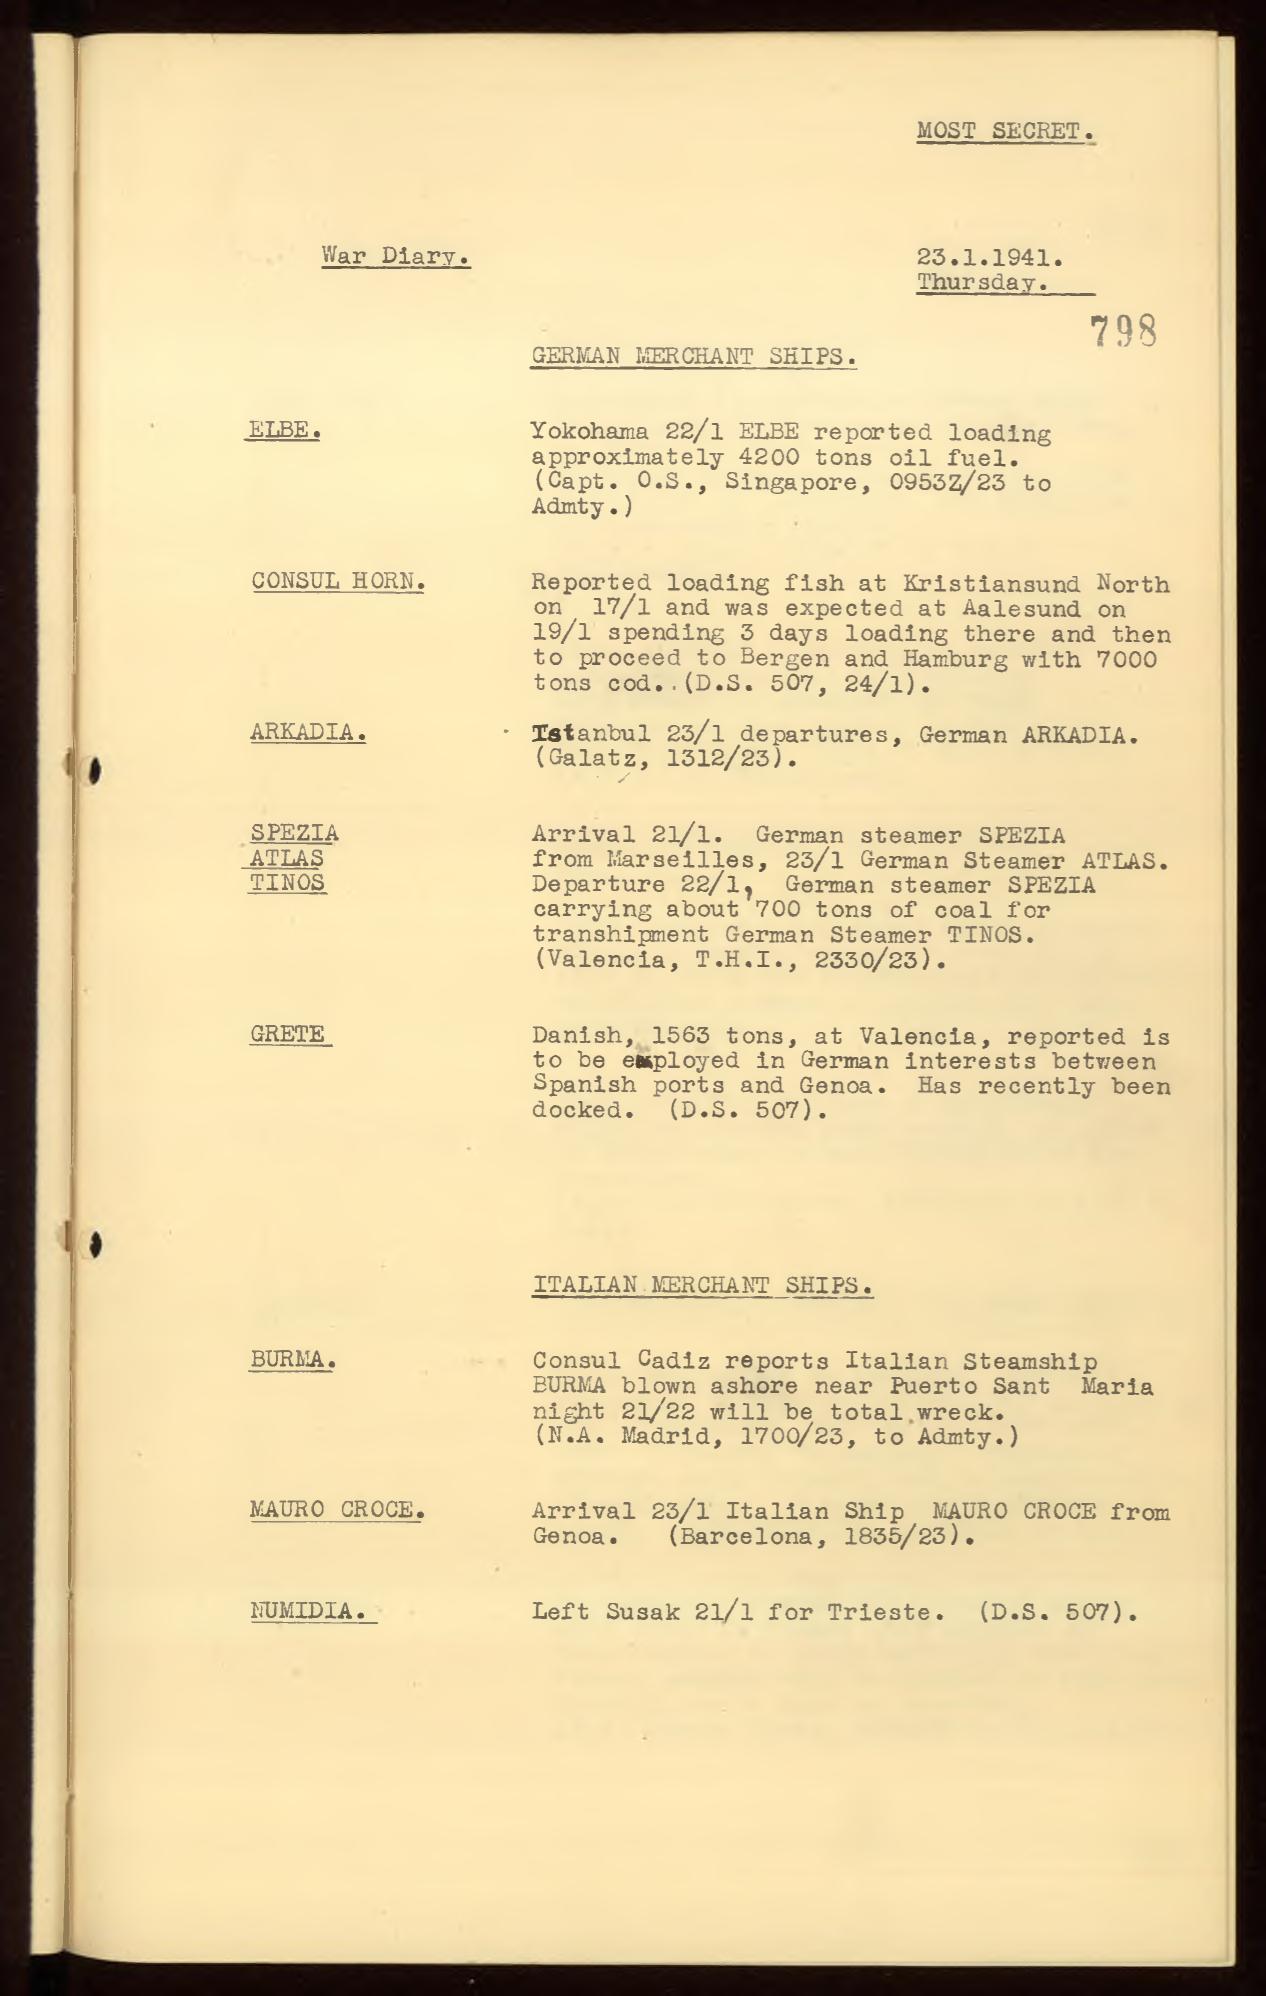 MOST SECRET.
War Diary.
23.1.1941.
Thursday.
798
GERMAN MERCHANT SHIPS.
ELBE.
Yokohama 22/1 ELBE reported loading
approximately 4200 tons oil fuel.
(Capt. O.S., Singapore, 0953Z/23 to
Admty.)
CONSUL HORN.
Reported loading fish at Kristiansund North
on 17/1 and was expected at Aalesund on
19/1 spending 3 days loading there and then
to proceed to Bergen and Hamburg with 7000
tons cod. (D.S. 507, 24/1).
ARKADIA.
Istanbul 23/1 departures, German ARKADIA.
(Galatz, 1312/23).
SPEZIA
ATLAS
TINOS
Arrival 21/1. German steamer SPEZIA
from Marseilles, 23/1 German Steamer ATLAS.
Departure 22/1, German steamer SPEZIA
carrying about 700 tons of coal for
transhipment German Steamer TINOS.
(Valencia, T.H.I., 2330/23).
GRETE
Danish, 1563 tons, at Valencia, reported is
to be employed in German interests between
Spanish ports and Genoa. Has recently been
docked. (D.S. 507).
ITALIAN MERCHANT SHIPS.
BURMA.
Consul Cadiz reports Italian Steamship
BURMA blown ashore near Puerto Sant Maria
night 21/22 will be total wreck.
(N.A. Madrid, 1700/23, to Admty.)
MAURO CROCE.
Arrival 23/1 Italian Ship MAURO CROCE from
Genoa. (Barcelona, 1835/23).
NUMIDIA.
Left Susak 21/1 for Trieste. (D.S. 507).